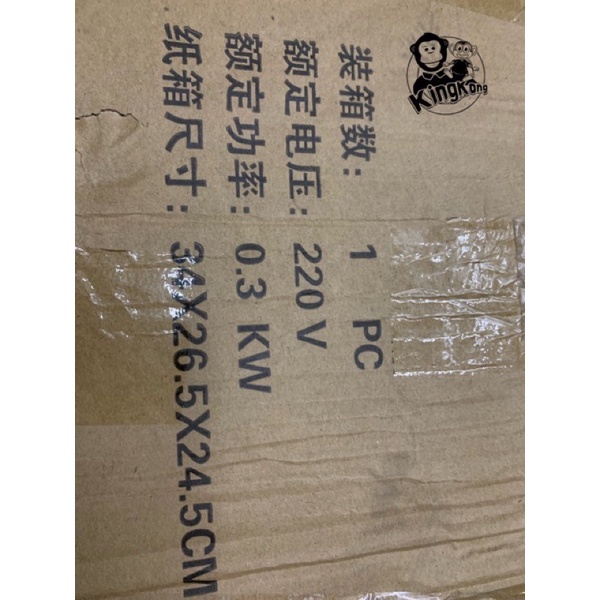 KingKong
装箱数: 1 PC
额定电压: 220 V
额定功率: 0.3 KW
纸箱尺寸: 34X26.5X24.5CM